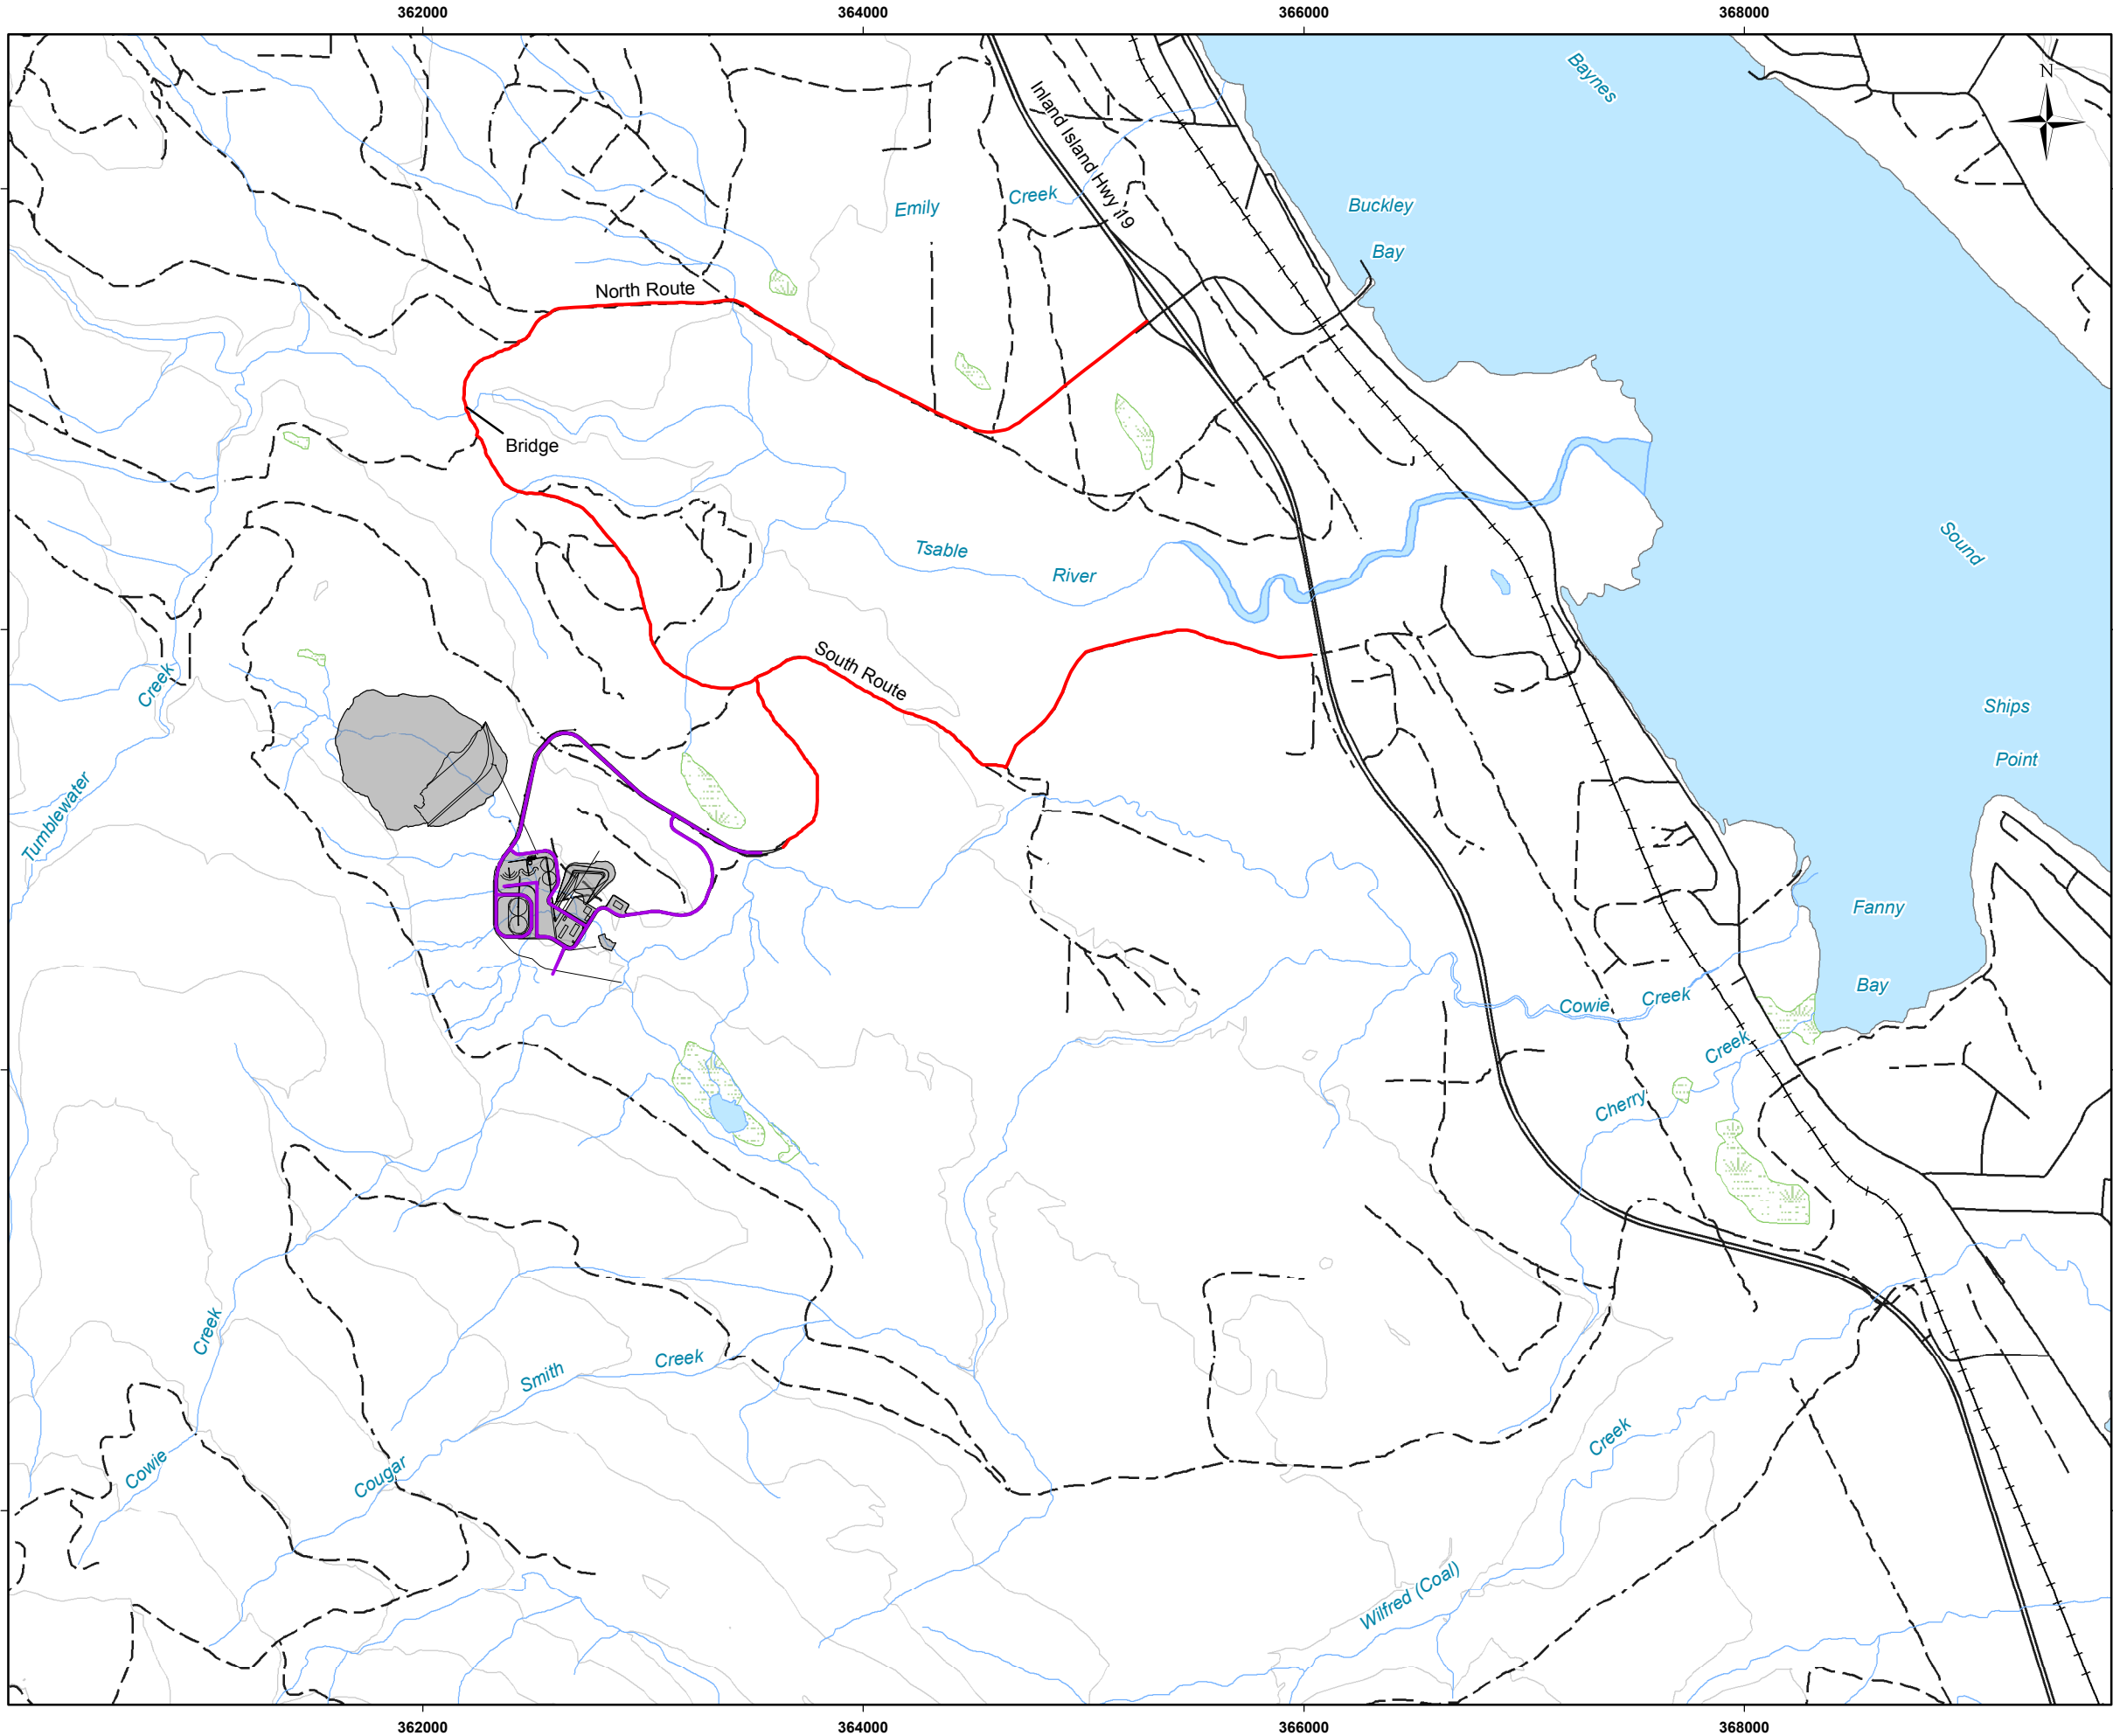 362000
364000
366000
368000
Baynes
N
Inland Island Hwy 19
Emily
Creek
Buckley
Bay
North Route
Bridge
Tsable
River
Sound
South Route
Creek
Tumblewater
Ships
Point
Fanny
Bay
Cowie
Creek
Creek
Cherry
Creek
Smith
Creek
Cowie
Cougar
Creek
Wilfred (Coal)
362000
364000
366000
368000